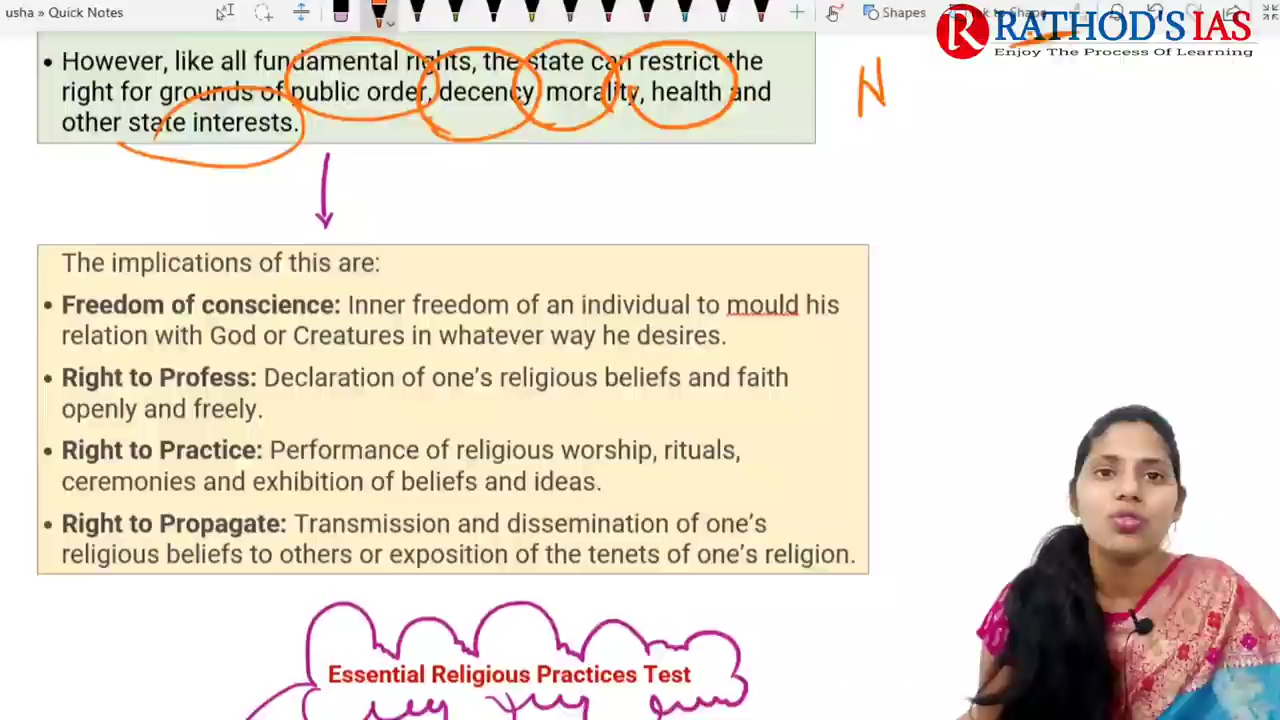 usha » Quick Notes
Shapes
RATHOD'S IAS
Enjoy The Process Of Learning
• However, like all fundamental rights, the state can restrict the
right for grounds of public order, decency, morality, health and
other state interests.
N
The implications of this are:
• Freedom of conscience: Inner freedom of an individual to mould his
relation with God or Creatures in whatever way he desires.
• Right to Profess: Declaration of one's religious beliefs and faith
openly and freely.
• Right to Practice: Performance of religious worship, rituals,
ceremonies and exhibition of beliefs and ideas.
• Right to Propagate: Transmission and dissemination of one's
religious beliefs to others or exposition of the tenets of one's religion.
Essential Religious Practices Test